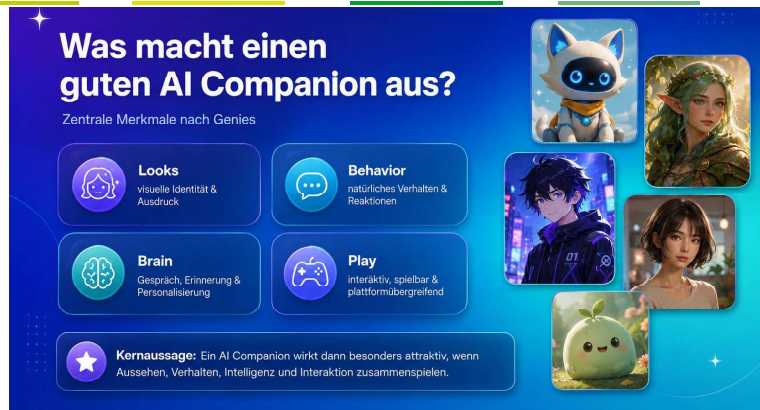 Was macht einen
guten AI Companion aus?
Zentrale Merkmale nach Genies
Looks
visuelle Identität &
Ausdruck
Behavior
natürliches Verhalten &
Reaktionen
Brain
Gespräch, Erinnerung &
Personalisierung
Play
interäktiv, spielbar &
plattformübergreifend
Kernaussage: Ein AI Companion wirkt dann besonders attraktiv, wenn
Aussehen, Verhalten, Intelligenz und Interaktion zusammenspielen.
01